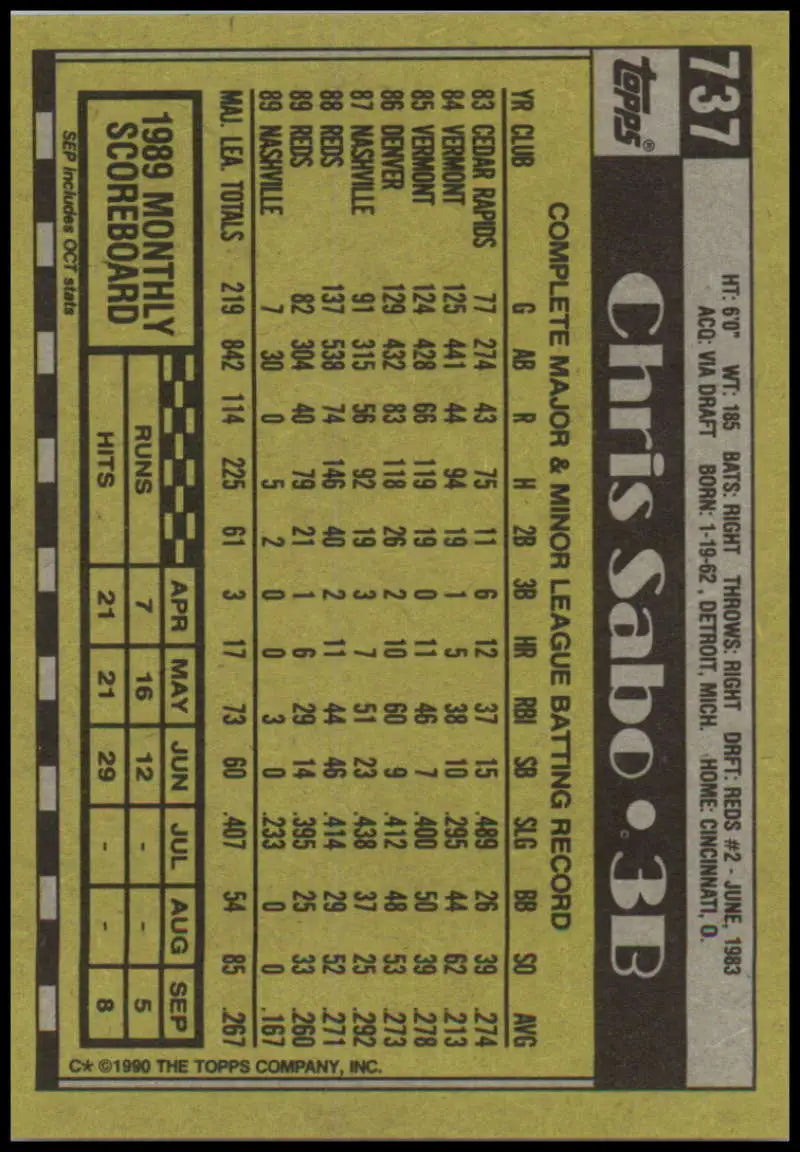 737
topps®
HT: 6'0" WT: 185 BATS: RIGHT THROWS: RIGHT DRFT: REDS #2 - JUNE, 1983
ACQ: VIA DRAFT BORN: 1-19-62, DETROIT, MICH. HOME: CINCINNATI, O.
Chris Sabo • 3B
COMPLETE MAJOR & MINOR LEAGUE BATTING RECORD
YR CLUB G AB R H 2B 3B HR RBI SB SLG BB SO AVG
83 CEDAR RAPIDS 77 274 43 75 11 6 12 37 15 .489 26 39 .274
84 VERMONT 125 441 44 94 19 1 5 38 10 .295 44 62 .213
85 VERMONT 124 428 66 119 19 0 11 46 7 .400 50 39 .278
86 DENVER 129 432 83 118 26 2 10 60 9 .412 48 53 .273
87 NASHVILLE 91 315 56 92 19 3 7 51 23 .438 37 25 .292
88 REDS 137 538 74 146 40 2 11 44 46 .414 29 52 .271
89 REDS 82 304 40 79 21 1 6 29 14 .395 25 33 .260
89 NASHVILLE 7 30 0 5 2 0 0 3 0 .233 0 0 .167
MAJ. LEA. TOTALS 219 842 114 225 61 3 17 73 60 .407 54 85 .267
1989 MONTHLY
SCOREBOARD
APR MAY JUN JUL AUG SEP
RUNS 7 16 12 - - 5
HITS 21 21 29 - - 8
SEP includes OCT stats
C* ©1990 THE TOPPS COMPANY, INC.